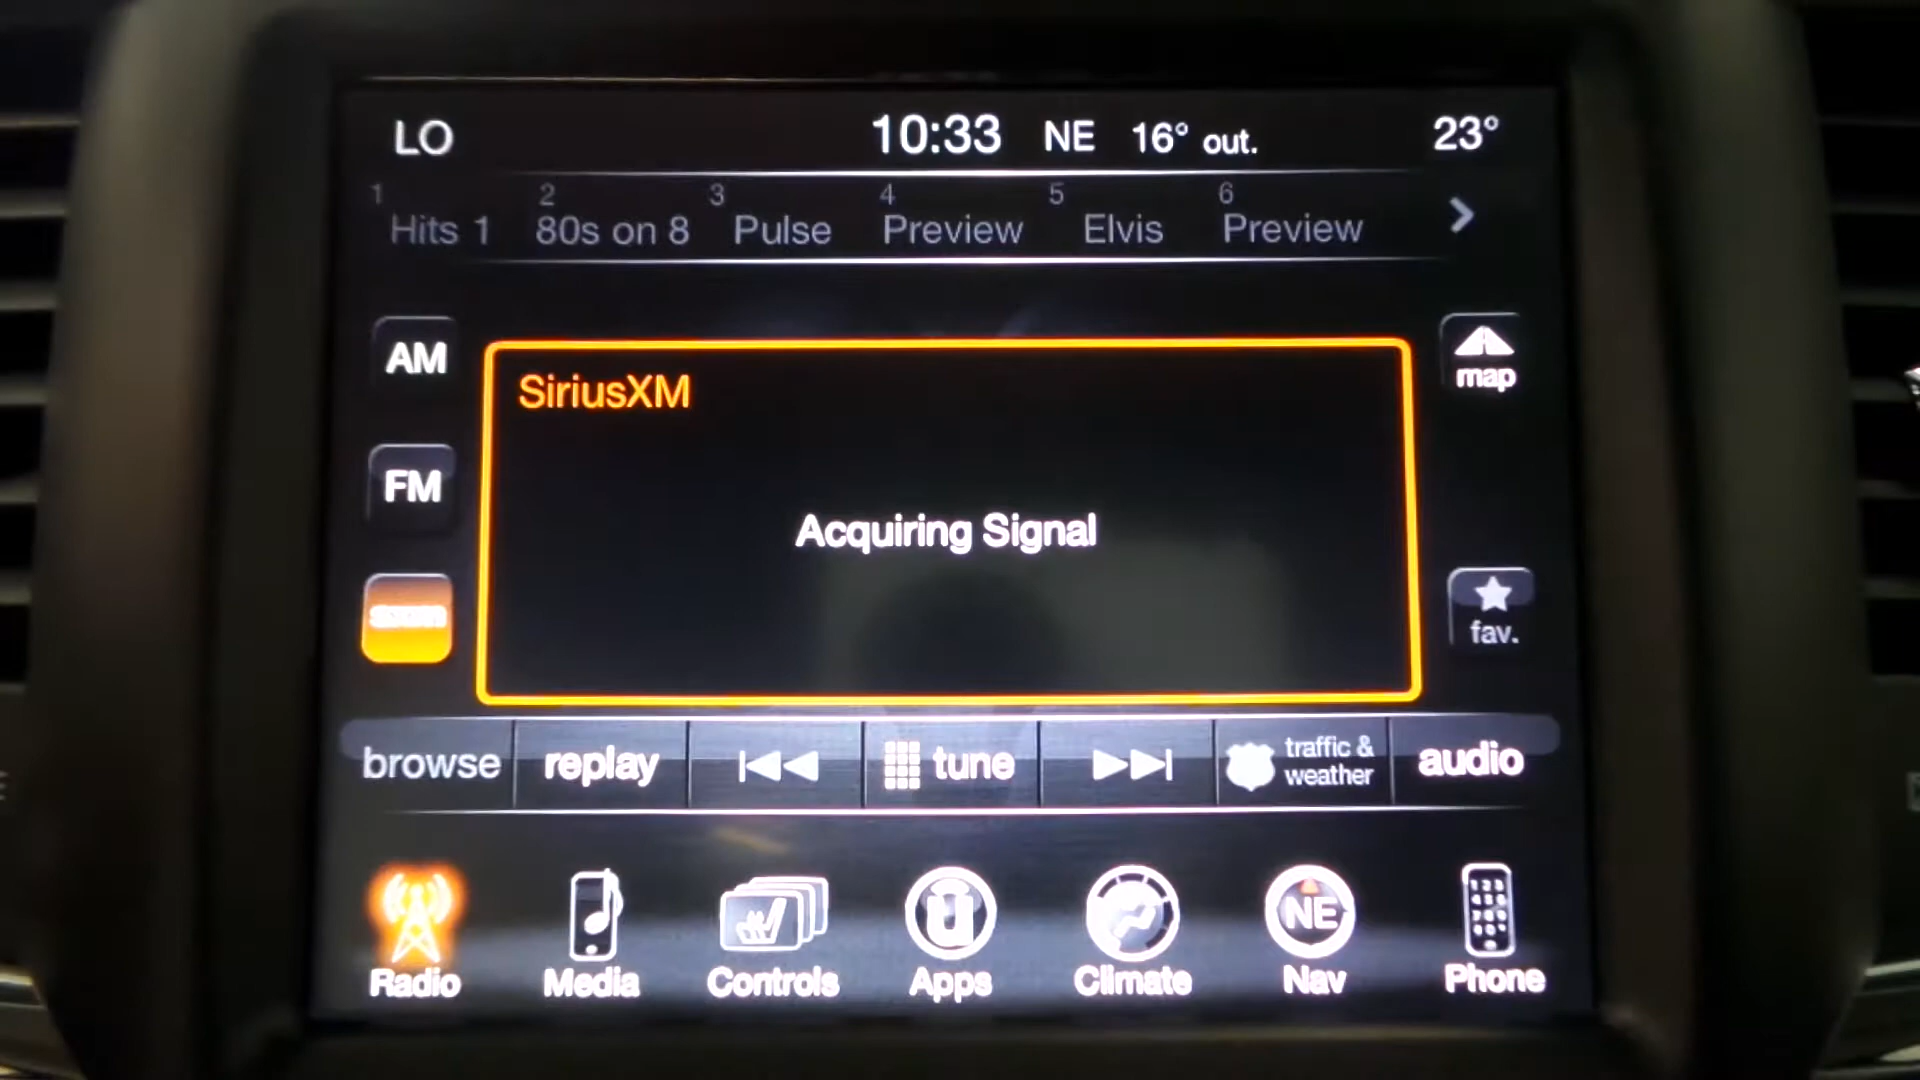 LO 10:33 NE 16° out. 23°
1 Hits 1 2 80s on 8 3 Pulse 4 Preview 5 Elvis 6 Preview
AM
map
SiriusXM
FM
Acquiring Signal
fav.
browse replay tune traffic & weather audio
NE
Radio Media Controls Apps Climate Nav Phone